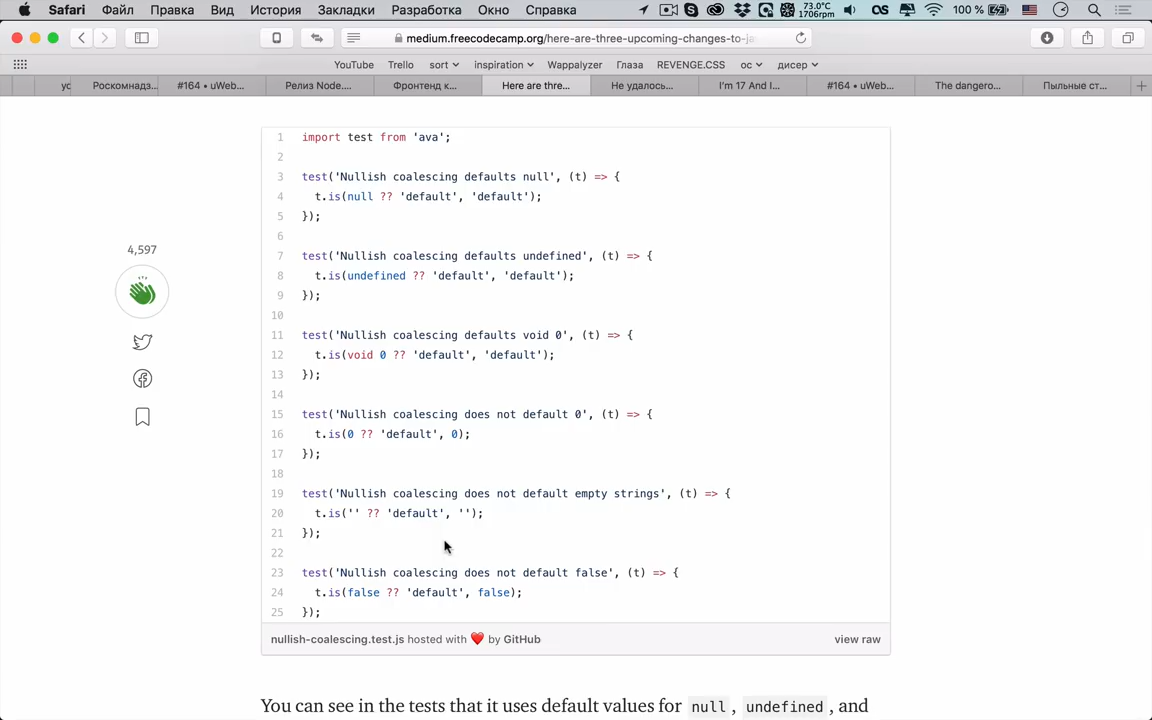 Safari Файл Правка Вид История Закладки Разработка Окно Справка 73.0°C 1706rpm 100 %
medium.freecodecamp.org/here-are-three-upcoming-changes-to-ja
YouTube Trello sort inspiration Wappalyzer Глаза REVENGE.CSS ос дисер
ус Роскомнадз... #164 • uWeb... Релиз Node.... Фронтенд к... Here are thre... Не удалось... I'm 17 And I... #164 • uWeb... The dangero... Пыльные ст...
1 import test from 'ava';
2
3 test('Nullish coalescing defaults null', (t) => {
4 t.is(null ?? 'default', 'default');
5 });
6
7 test('Nullish coalescing defaults undefined', (t) => {
8 t.is(undefined ?? 'default', 'default');
9 });
10
11 test('Nullish coalescing defaults void 0', (t) => {
12 t.is(void 0 ?? 'default', 'default');
13 });
14
15 test('Nullish coalescing does not default 0', (t) => {
16 t.is(0 ?? 'default', 0);
17 });
18
19 test('Nullish coalescing does not default empty strings', (t) => {
20 t.is('' ?? 'default', '');
21 });
22
23 test('Nullish coalescing does not default false', (t) => {
24 t.is(false ?? 'default', false);
25 });
4,597
nullish-coalescing.test.js hosted with ❤ by GitHub view raw
You can see in the tests that it uses default values for null, undefined, and